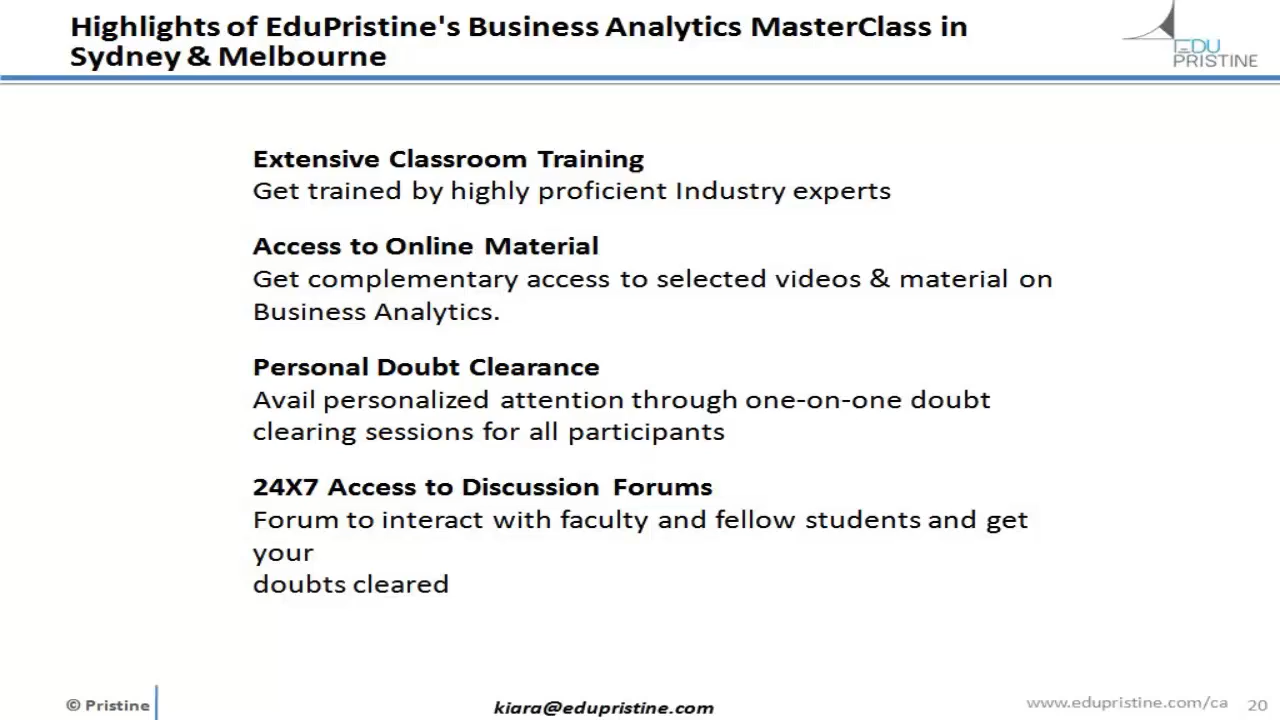 Highlights of EduPristine's Business Analytics MasterClass in
Sydney & Melbourne
EDU
PRISTINE
Extensive Classroom Training
Get trained by highly proficient Industry experts
Access to Online Material
Get complementary access to selected videos & material on
Business Analytics.
Personal Doubt Clearance
Avail personalized attention through one-on-one doubt
clearing sessions for all participants
24X7 Access to Discussion Forums
Forum to interact with faculty and fellow students and get
your
doubts cleared
© Pristine
kiara@edupristine.com
www.edupristine.com/ca 20